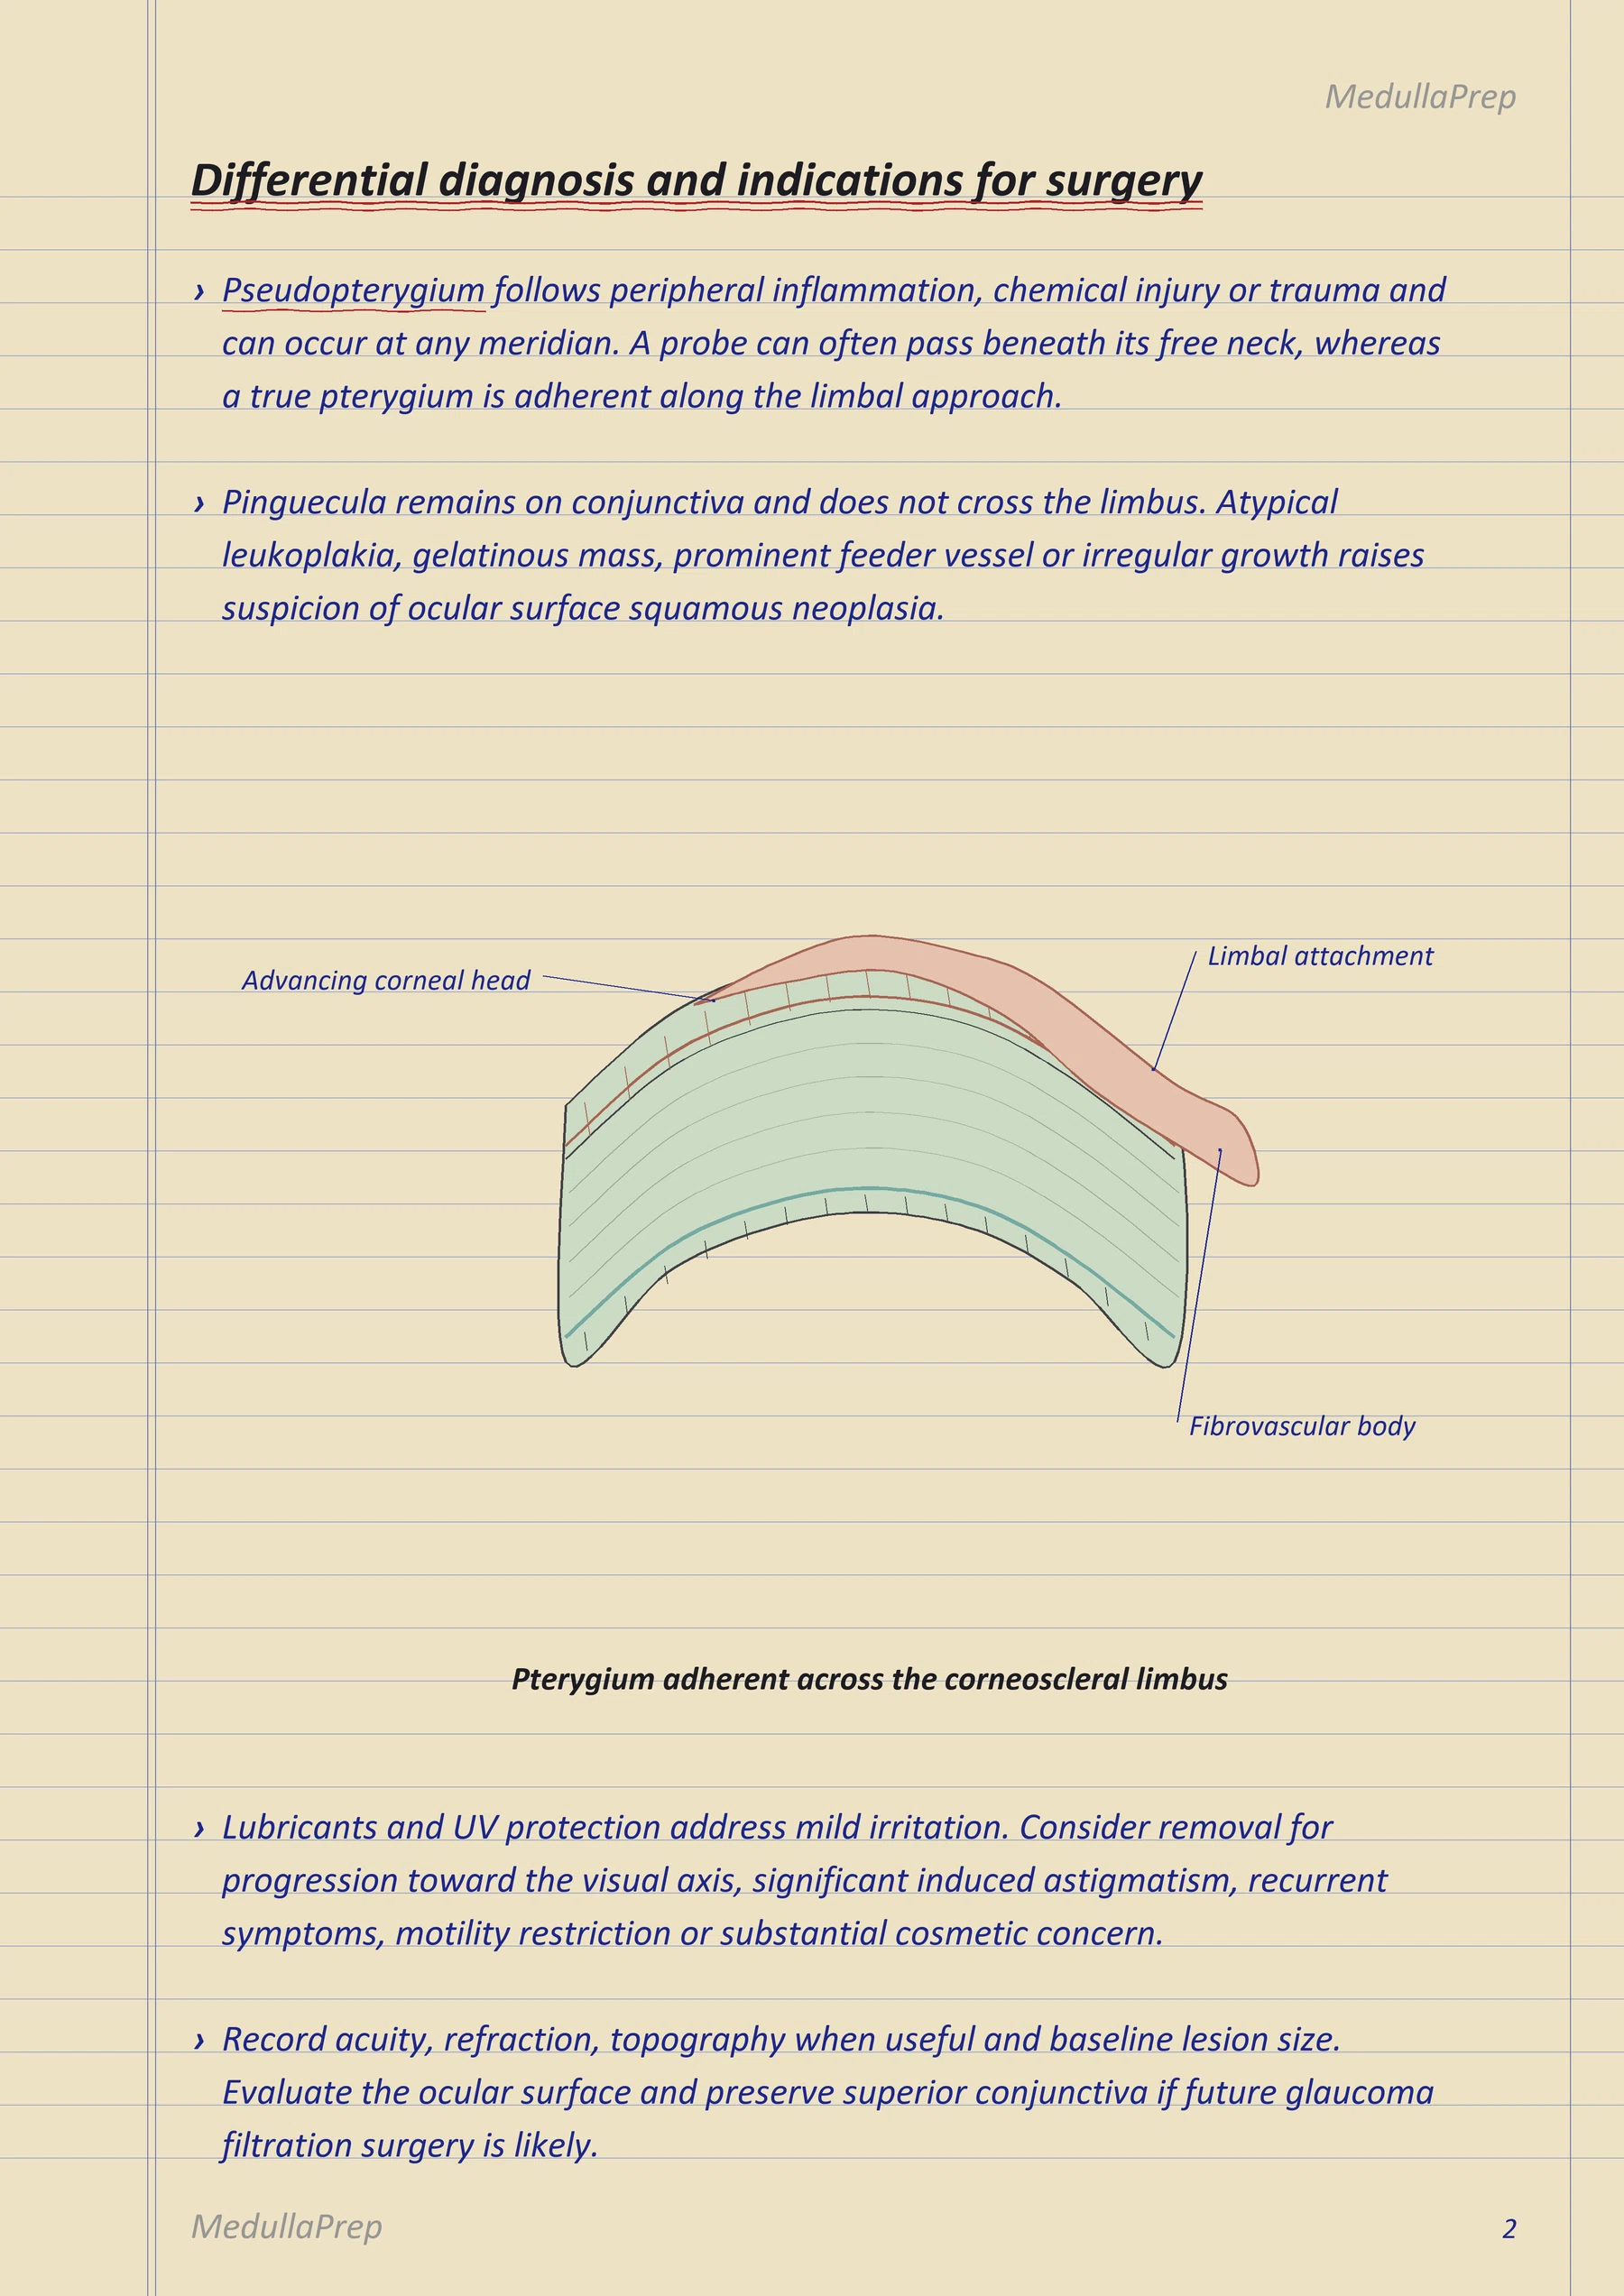 MedullaPrep
Differential diagnosis and indications for surgery
› Pseudopterygium follows peripheral inflammation, chemical injury or trauma and
can occur at any meridian. A probe can often pass beneath its free neck, whereas
a true pterygium is adherent along the limbal approach.
› Pinguecula remains on conjunctiva and does not cross the limbus. Atypical
leukoplakia, gelatinous mass, prominent feeder vessel or irregular growth raises
suspicion of ocular surface squamous neoplasia.
Limbal attachment
Advancing corneal head
Fibrovascular body
Pterygium adherent across the corneoscleral limbus
› Lubricants and UV protection address mild irritation. Consider removal for
progression toward the visual axis, significant induced astigmatism, recurrent
symptoms, motility restriction or substantial cosmetic concern.
› Record acuity, refraction, topography when useful and baseline lesion size.
Evaluate the ocular surface and preserve superior conjunctiva if future glaucoma
filtration surgery is likely.
MedullaPrep
2